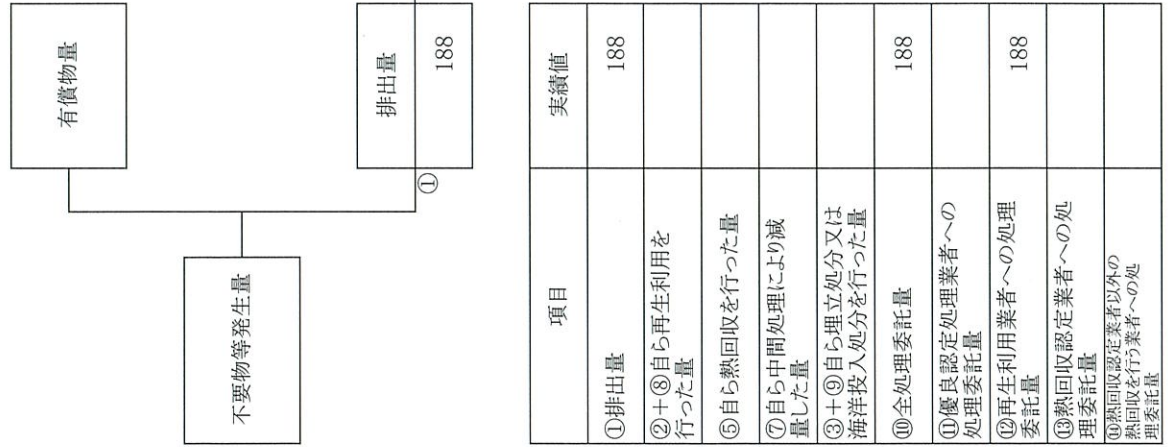 有償物量
不要物等発生量
排出量
①
188
項目
実績値
①排出量
188
②+⑧自ら再生利用を
行った量
⑤自ら熱回収を行った量
⑦自ら中間処理により減
量した量
③+⑨自ら埋立処分又は
海洋投入処分を行った量
⑩全処理委託量
188
⑪優良認定処理業者への
処理委託量
⑫再生利用業者への処理
委託量
188
⑬熱回収認定業者への処
理委託量
⑭熱回収認定業者以外の
熱回収を行う業者への処
理委託量